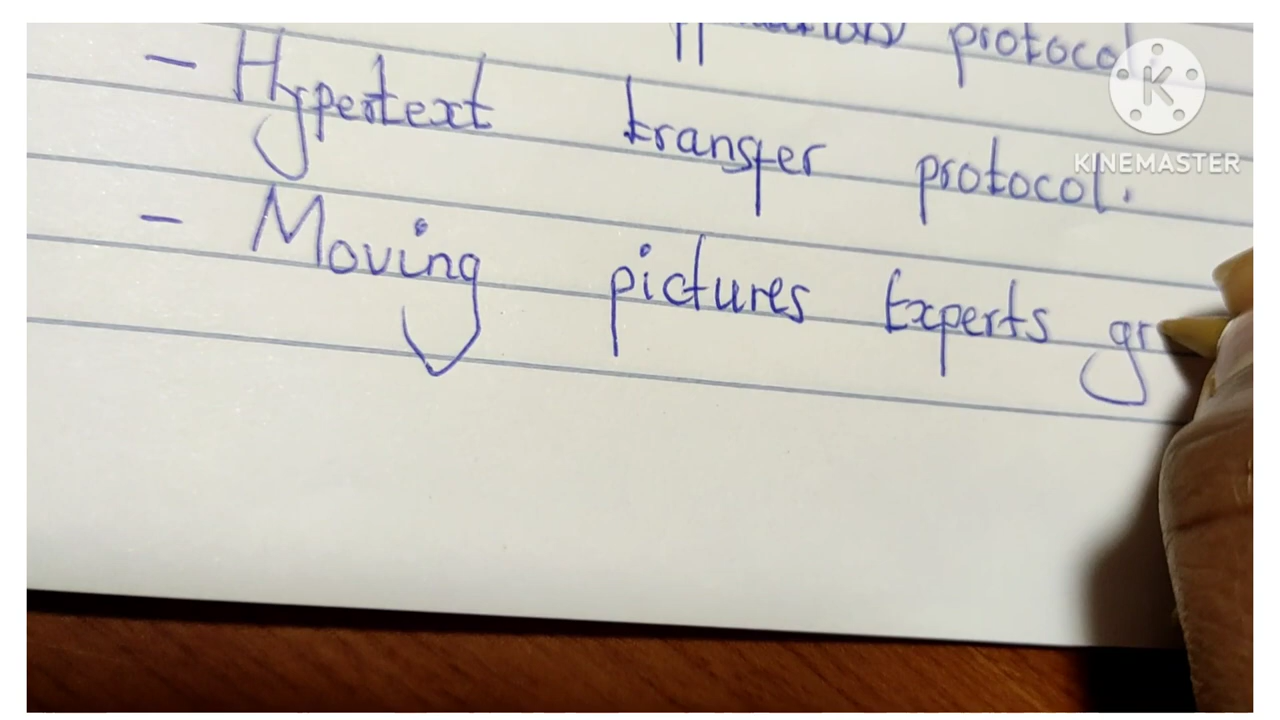 protocol
- Hypertext transfer protocol.
- Moving pictures Experts gr
KINEMASTER